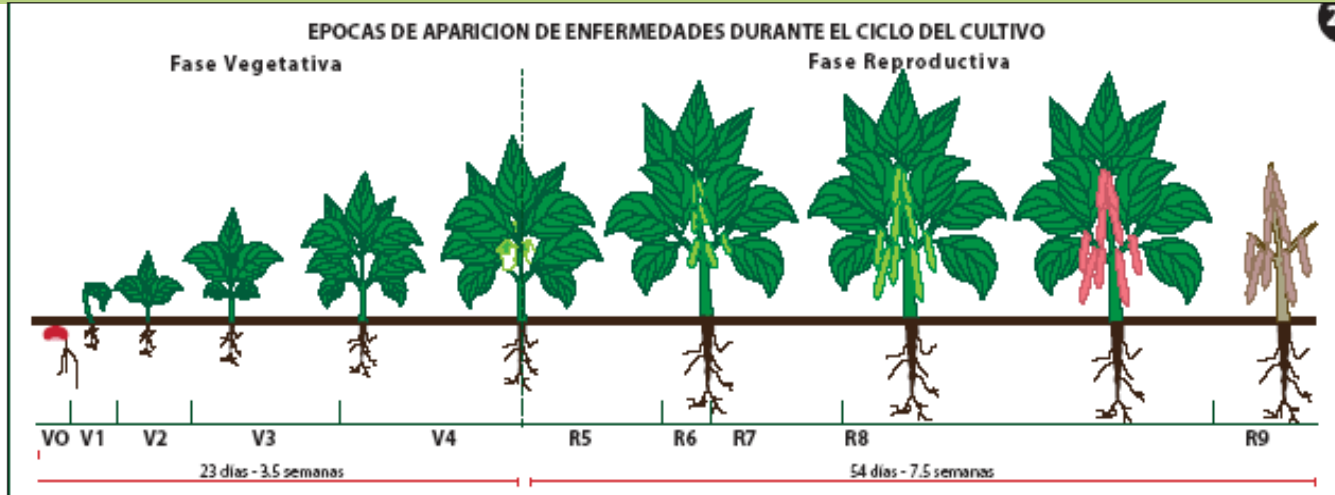 EPOCAS DE APARICION DE ENFERMEDADES DURANTE EL CICLO DEL CULTIVO
Fase Vegetativa
Fase Reproductiva
VO V1 V2 V3 V4 R5 R6 R7 R8 R9
23 días - 3.5 semanas
54 días - 7.5 semanas